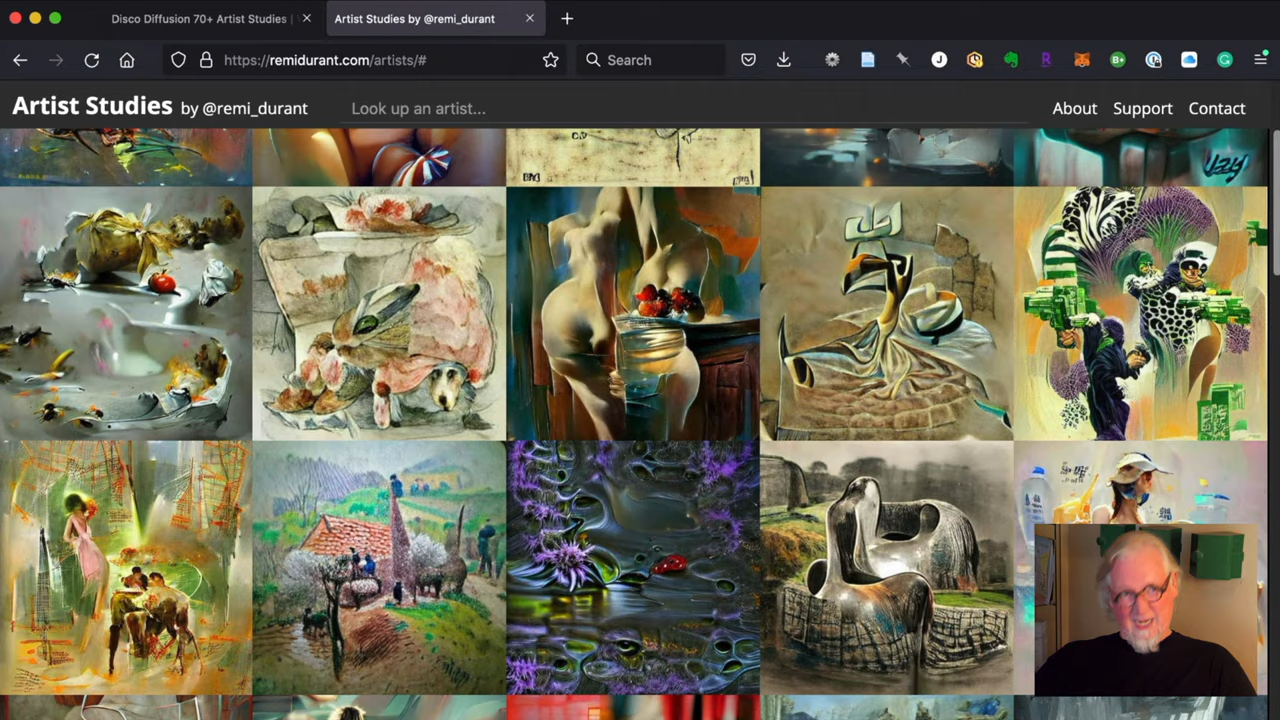 Disco Diffusion 70+ Artist Studies |
Artist Studies by @remi_durant
https://remidurant.com/artists/#
Search
Artist Studies by @remi_durant
Look up an artist...
About
Support
Contact